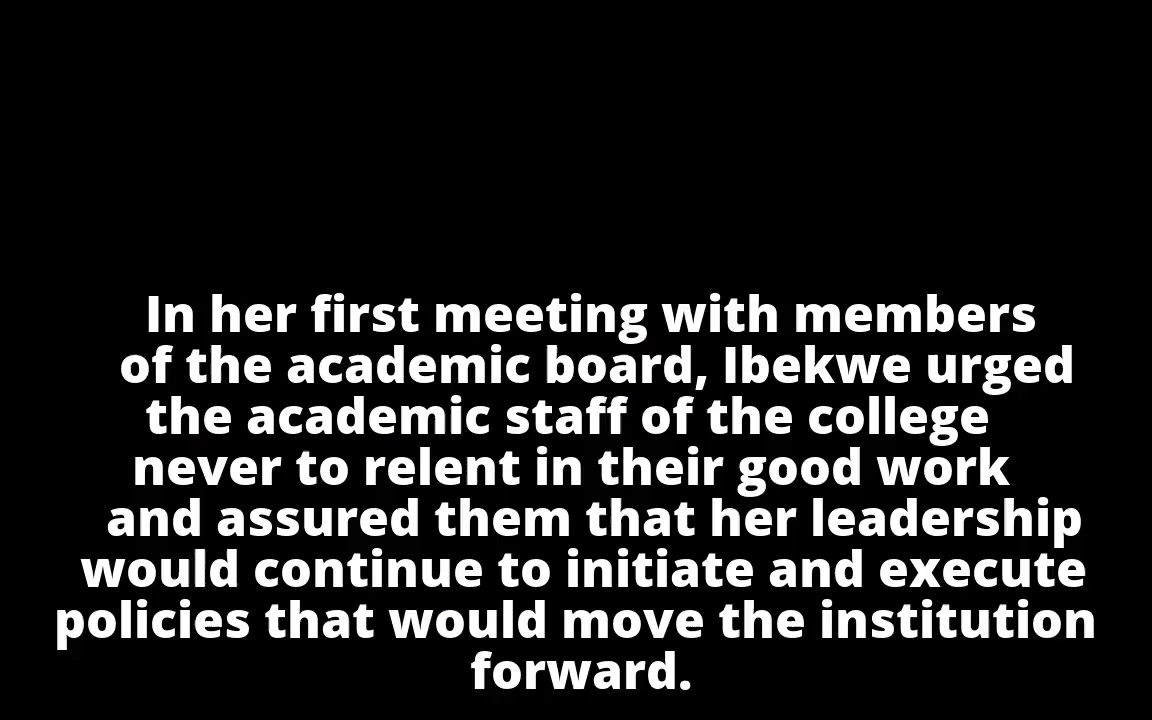 In her first meeting with members
of the academic board, Ibekwe urged
the academic staff of the college
never to relent in their good work
and assured them that her leadership
would continue to initiate and execute
policies that would move the institution
forward.